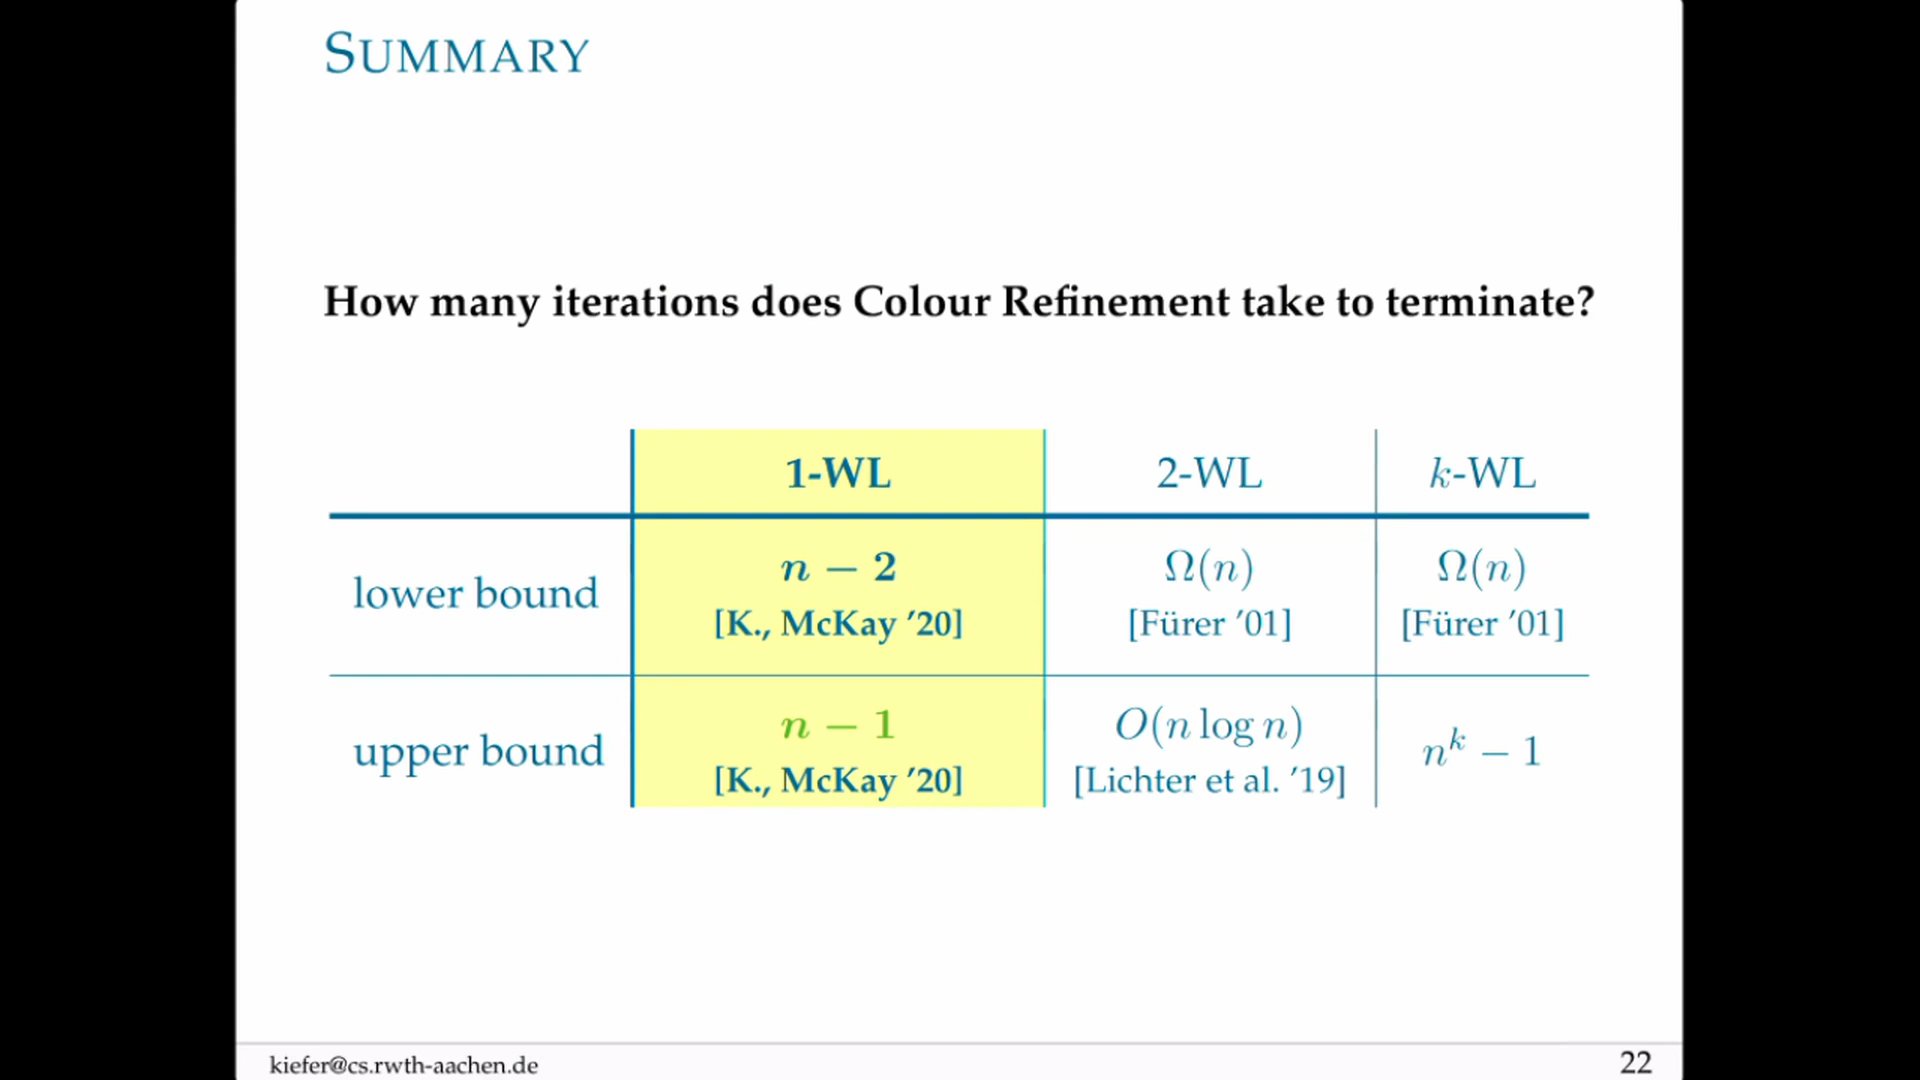 SUMMARY
How many iterations does Colour Refinement take to terminate?
1-WL 2-WL k-WL
lower bound
n − 2 Ω(n) Ω(n)
[K., McKay ’20] [Fürer ’01] [Fürer ’01]
upper bound
n − 1 O(n log n) n^k − 1
[K., McKay ’20] [Lichter et al. ’19]
kiefer@cs.rwth-aachen.de 22